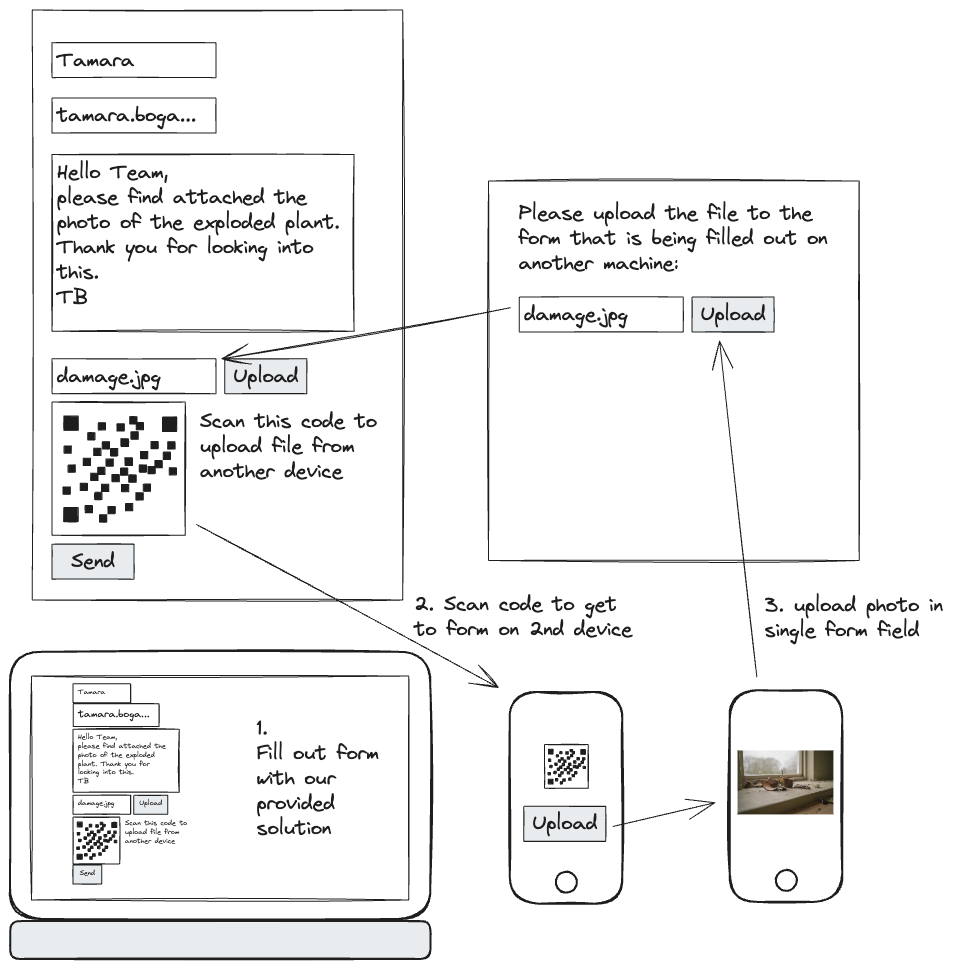 Tamara
tamara.boga...
Hello Team,
please find attached the
photo of the exploded plant.
Thank you for looking into
this.
TB
damage.jpg
Upload
Scan this code to
upload file from
another device
Send
Please upload the file to the
form that is being filled out on
another machine:
damage.jpg
Upload
2. Scan code to get
to form on 2nd device
3. upload photo in
single form field
Tamara
tamara.boga...
Hello Team,
please find attached the
photo of the exploded
plant. Thank you for
looking into this.
TB
damage.jpg
Upload
Scan this code to
upload file from
another device
Send
1.
Fill out form
with our
provided
solution
Upload